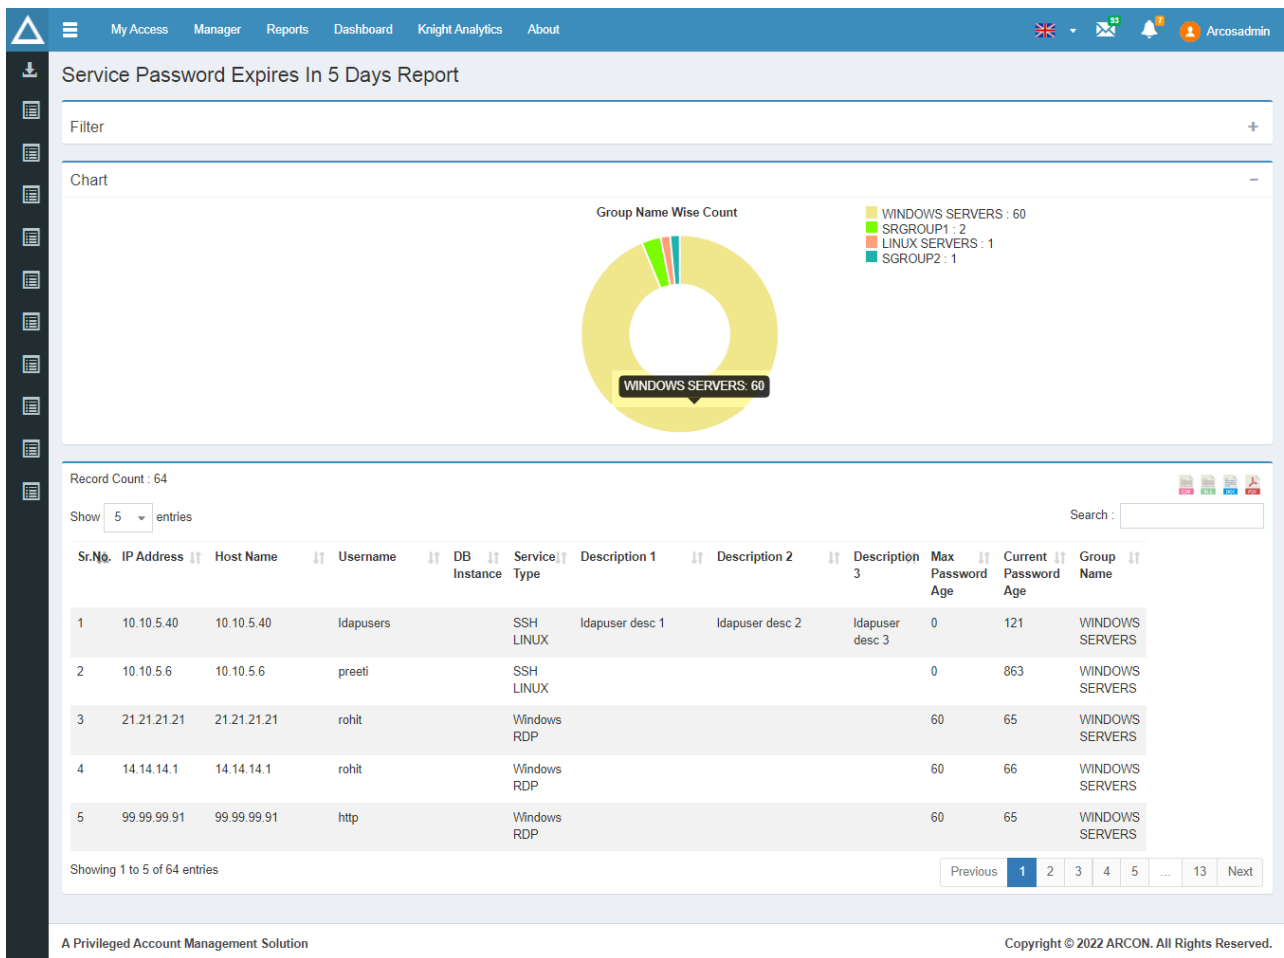 My Access Manager Reports Dashboard Knight Analytics About 93 7 Arcosadmin
Service Password Expires In 5 Days Report
Filter
Chart
Group Name Wise Count
WINDOWS SERVERS : 60
SRGROUP1 : 2
LINUX SERVERS : 1
SGROUP2 : 1
WINDOWS SERVERS: 60
Record Count : 64
CSV XLS DOC PDF
Show 5 entries
Search :
Sr.No. IP Address Host Name Username DB Service Description 1 Description 2 Description Max Current Group
Instance Type 3 Password Password Name
Age Age
1 10.10.5.40 10.10.5.40 ldapusers SSH ldapuser desc 1 ldapuser desc 2 ldapuser 0 121 WINDOWS
LINUX desc 3 SERVERS
2 10.10.5.6 10.10.5.6 preeti SSH 0 863 WINDOWS
LINUX SERVERS
3 21.21.21.21 21.21.21.21 rohit Windows 60 65 WINDOWS
RDP SERVERS
4 14.14.14.1 14.14.14.1 rohit Windows 60 66 WINDOWS
RDP SERVERS
5 99.99.99.91 99.99.99.91 http Windows 60 65 WINDOWS
RDP SERVERS
Showing 1 to 5 of 64 entries
Previous 1 2 3 4 5 ... 13 Next
A Privileged Account Management Solution
Copyright © 2022 ARCON. All Rights Reserved.